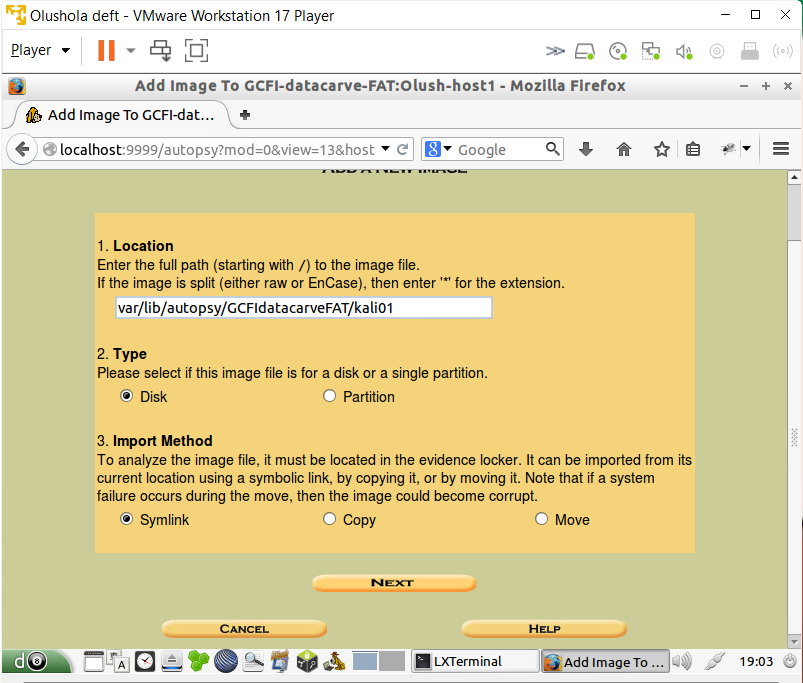 Olushola deft - VMware Workstation 17 Player
Player
Add Image To GCFI-datacarve-FAT:Olush-host1 - Mozilla Firefox
Add Image To GCFI-dat...
localhost:9999/autopsy?mod=0&view=13&host
8 Google
ADD A NEW IMAGE
1. Location
Enter the full path (starting with /) to the image file.
If the image is split (either raw or EnCase), then enter '*' for the extension.
var/lib/autopsy/GCFIdatacarveFAT/kali01
2. Type
Please select if this image file is for a disk or a single partition.
Disk Partition
3. Import Method
To analyze the image file, it must be located in the evidence locker. It can be imported from its
current location using a symbolic link, by copying it, or by moving it. Note that if a system
failure occurs during the move, then the image could become corrupt.
Symlink Copy Move
NEXT
CANCEL HELP
d8 A LXTerminal Add Image To ... 19:03